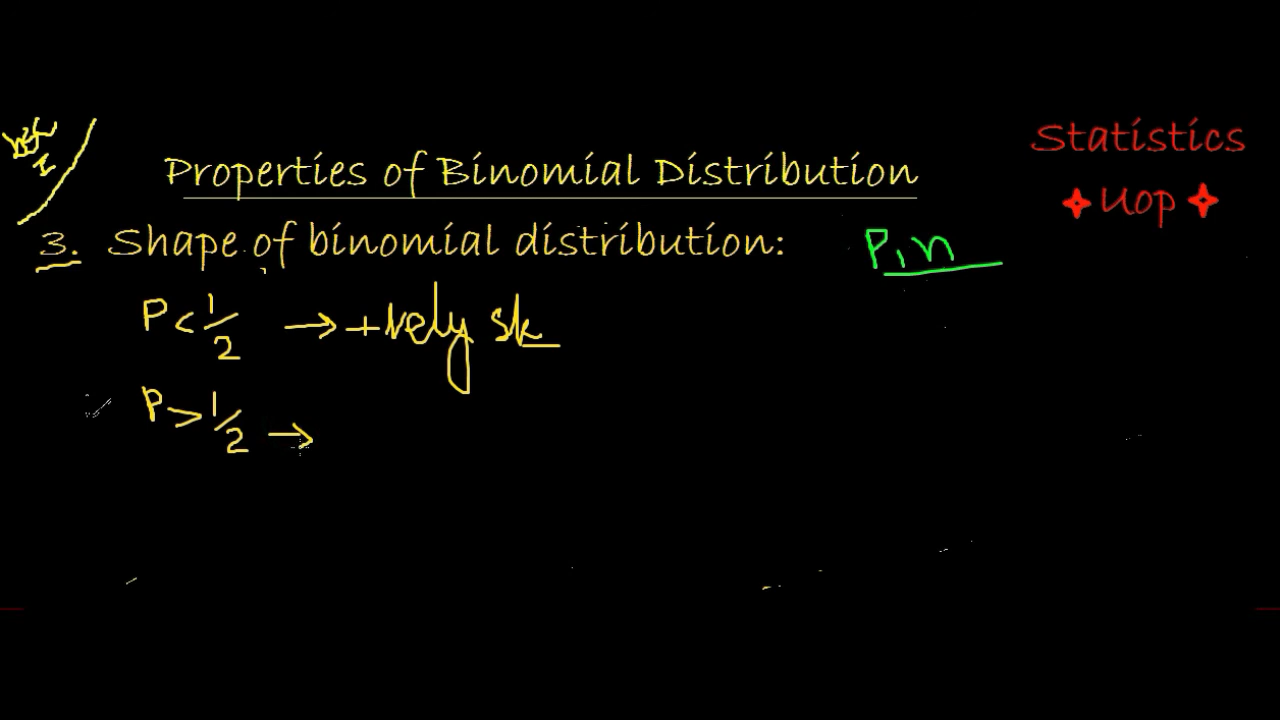 Statistics
Uop
Properties of Binomial Distribution
3. Shape of binomial distribution: P, n
P < 1/2 → +vely sk
P > 1/2 →